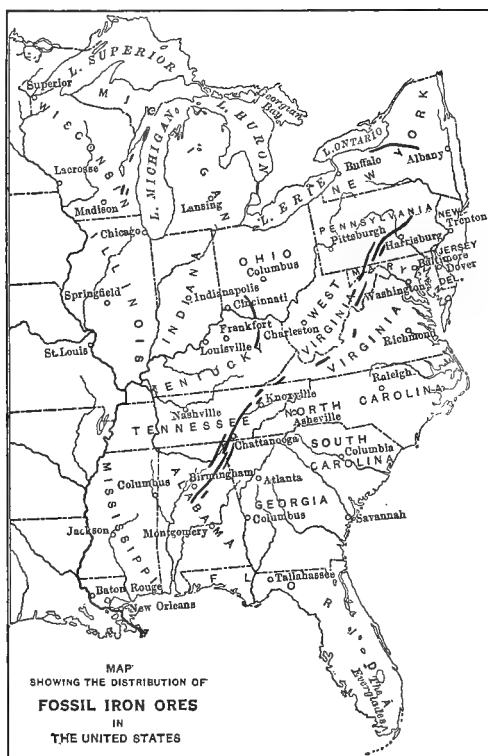 L. SUPERIOR
Superior
MICHIGAN
Georgian
Bay
L. HURON
L. MICHIGAN
WISCONSIN
L. ONTARIO
NEW YORK
Buffalo
Albany
Lacrosse
Madison
Lansing
L. ERIE
Chicago
PENNSYLVANIA
NEW JERSEY
Pittsburgh
Trenton
Harrisburg
OHIO
Columbus
MARY
Baltimore
Dover
DEL.
ILLINOIS
INDIANA
Indianapolis
Washington
Springfield
Cincinnati
WEST VIRGINIA
VIRGINIA
Frankfort
Charleston
St. Louis
Louisville
Richmond
KENTUCK
Raleigh
Knoxville
NORTH CAROLINA
Nashville
Asheville
TENNESSEE
Chattanooga
SOUTH CAROLINA
Columbia
Columbus
Birmingham
Atlanta
MISSISSIPPI
ALABAMA
GEORGIA
Columbus
Savannah
Jackson
Montgomery
Baton Rouge
New Orleans
Tallahassee
FLORIDA
The
Everglades
MAP
SHOWING THE DISTRIBUTION OF
FOSSIL IRON ORES
IN
THE UNITED STATES